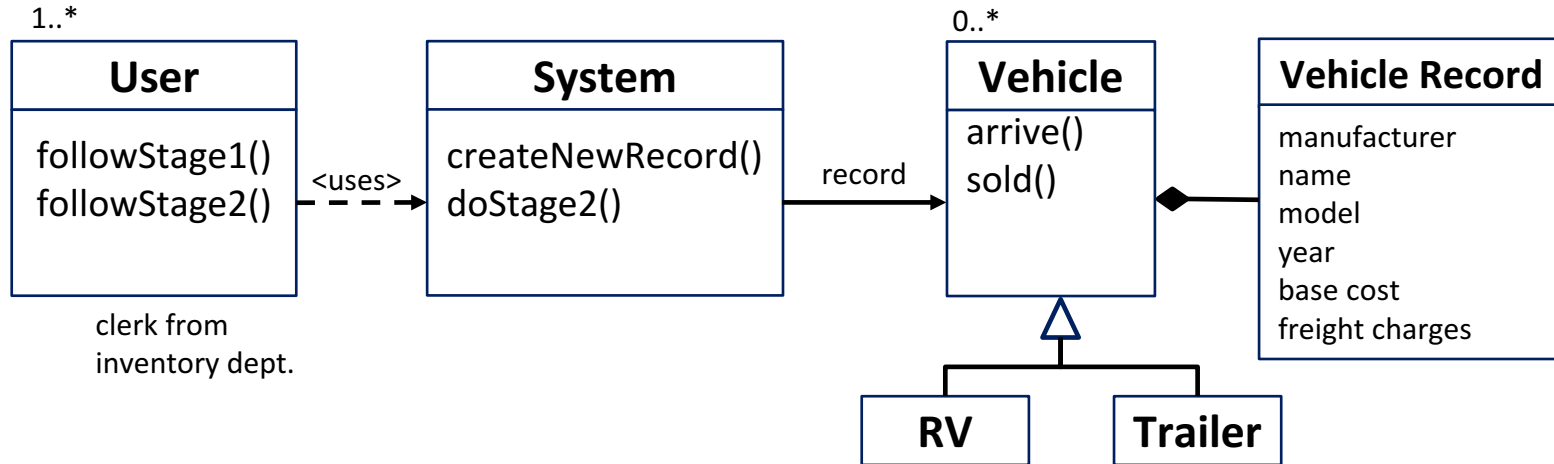 1..*
User
followStage1()
followStage2()
clerk from
inventory dept.
<uses>
System
createNewRecord()
doStage2()
record
0..*
Vehicle
arrive()
sold()
Vehicle Record
manufacturer
name
model
year
base cost
freight charges
RV
Trailer